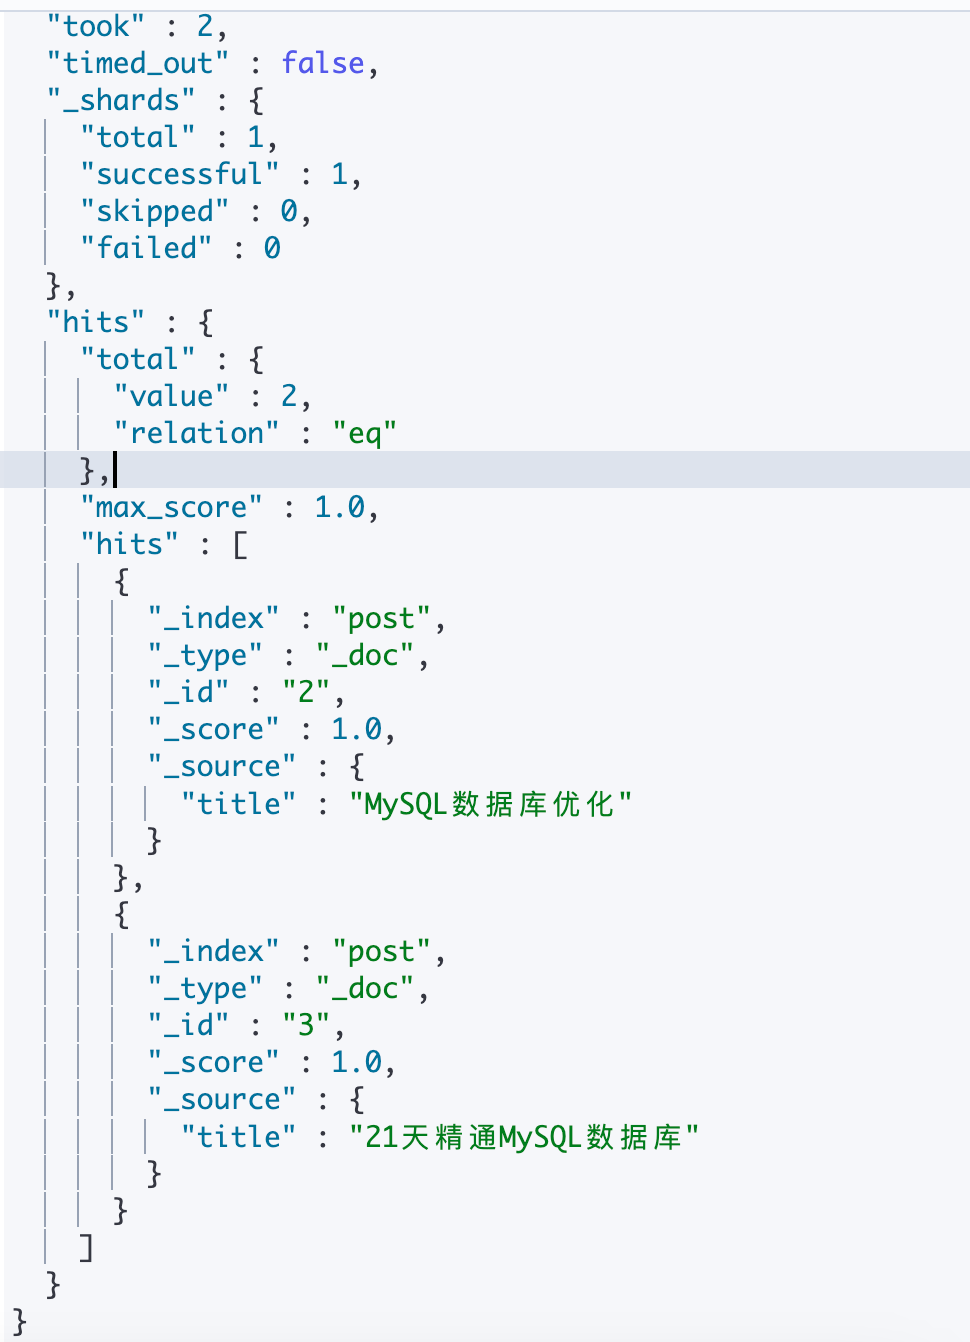 "took" : 2,
"timed_out" : false,
"_shards" : {
"total" : 1,
"successful" : 1,
"skipped" : 0,
"failed" : 0
},
"hits" : {
"total" : {
"value" : 2,
"relation" : "eq"
},
"max_score" : 1.0,
"hits" : [
{
"_index" : "post",
"_type" : "_doc",
"_id" : "2",
"_score" : 1.0,
"_source" : {
"title" : "MySQL数据库优化"
}
},
{
"_index" : "post",
"_type" : "_doc",
"_id" : "3",
"_score" : 1.0,
"_source" : {
"title" : "21天精通MySQL数据库"
}
}
]
}
}